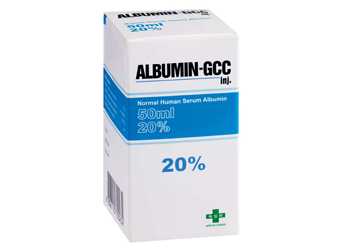 ALBUMIN-GCC
inj.
Normal Human Serum Albumin
50ml
20%
20%